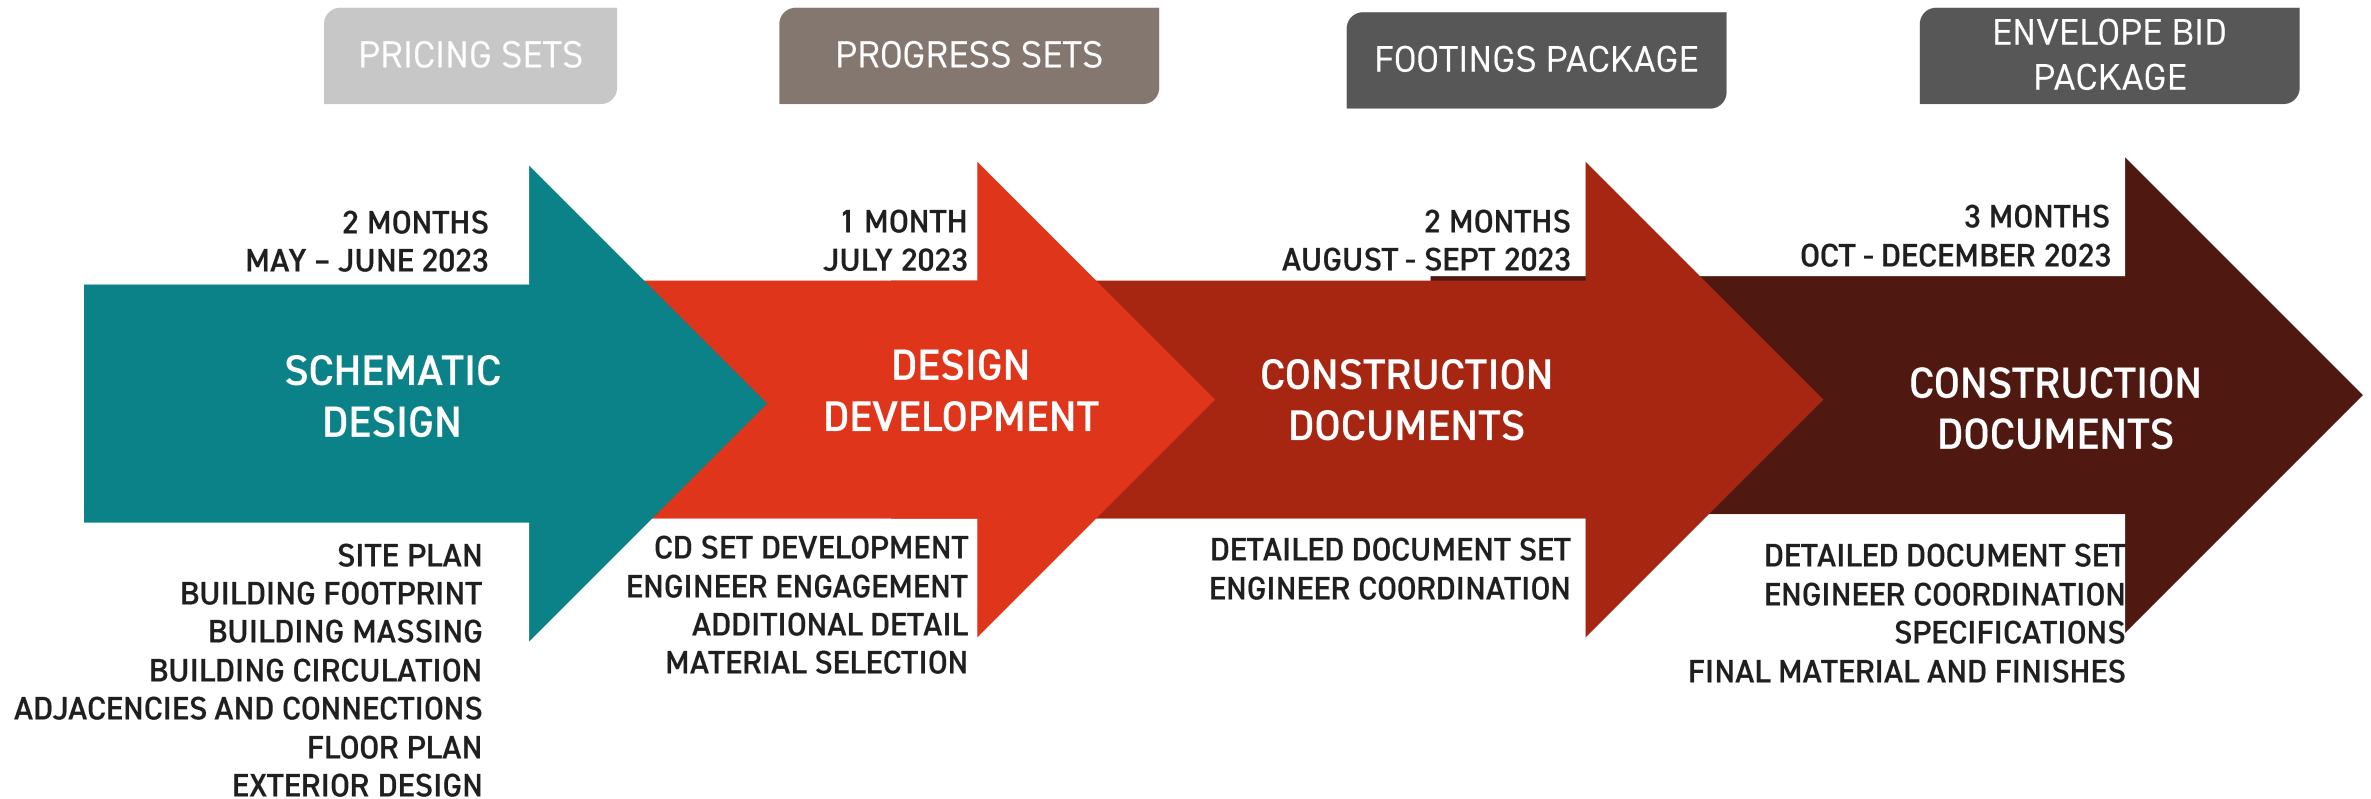 PRICING SETS
PROGRESS SETS
FOOTINGS PACKAGE
ENVELOPE BID
PACKAGE
2 MONTHS
MAY – JUNE 2023
1 MONTH
JULY 2023
2 MONTHS
AUGUST - SEPT 2023
3 MONTHS
OCT - DECEMBER 2023
SCHEMATIC
DESIGN
DESIGN
DEVELOPMENT
CONSTRUCTION
DOCUMENTS
CONSTRUCTION
DOCUMENTS
SITE PLAN
BUILDING FOOTPRINT
BUILDING MASSING
BUILDING CIRCULATION
ADJACENCIES AND CONNECTIONS
FLOOR PLAN
EXTERIOR DESIGN
CD SET DEVELOPMENT
ENGINEER ENGAGEMENT
ADDITIONAL DETAIL
MATERIAL SELECTION
DETAILED DOCUMENT SET
ENGINEER COORDINATION
DETAILED DOCUMENT SET
ENGINEER COORDINATION
SPECIFICATIONS
FINAL MATERIAL AND FINISHES